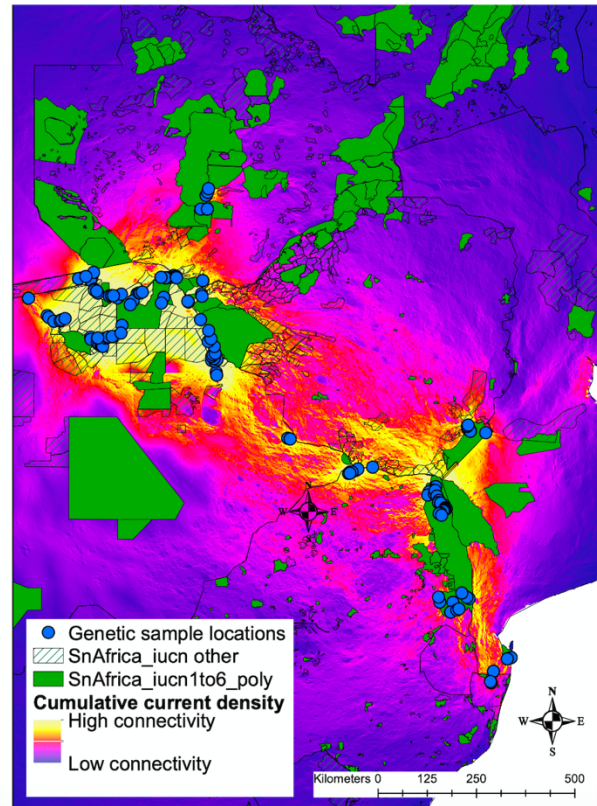 W
E
N
S
Genetic sample locations
SnAfrica_iucn other
SnAfrica_iucn1to6_poly
Cumulative current density
High connectivity
Low connectivity
N
W
E
S
Kilometers 0 125 250 500